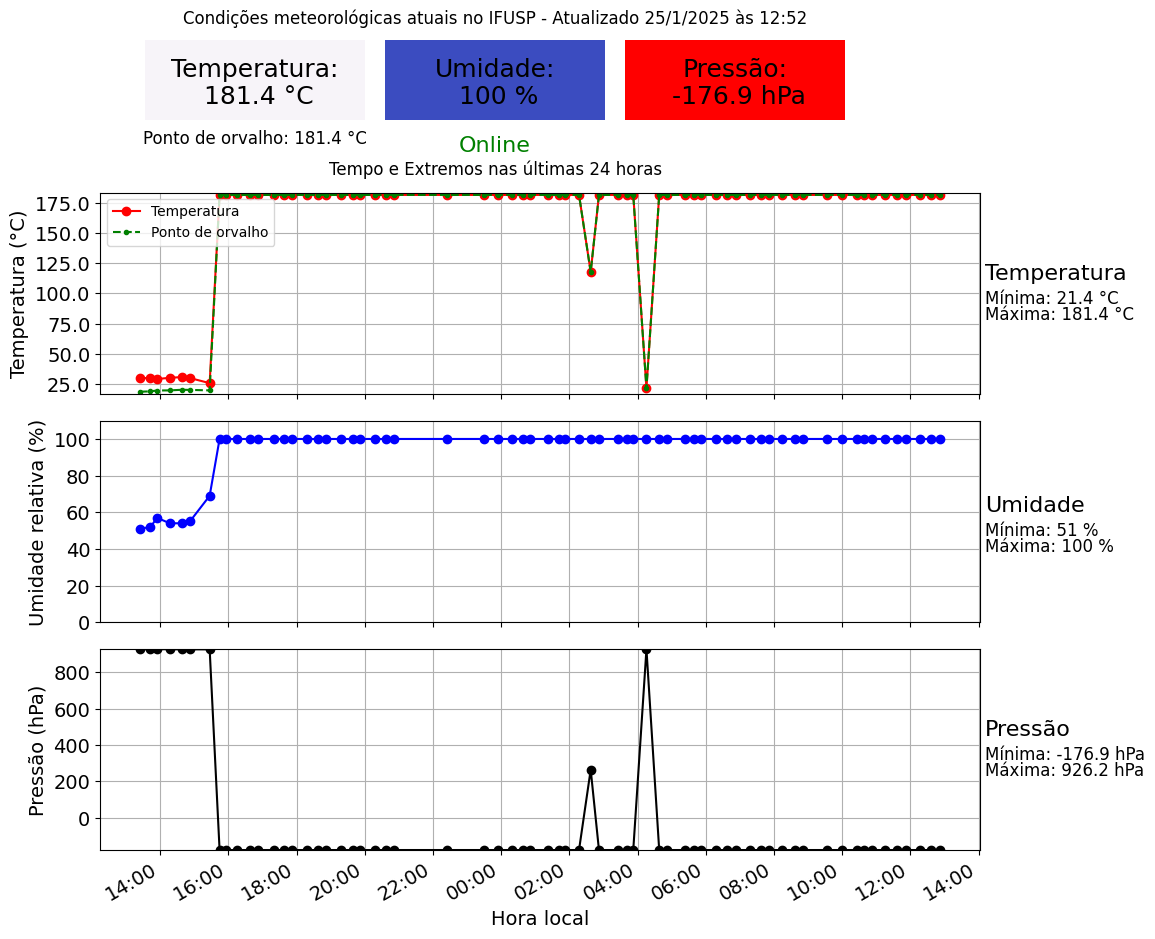 Condições meteorológicas atuais no IFUSP - Atualizado 25/1/2025 às 12:52
Temperatura:
181.4 °C
Umidade:
100 %
Pressão:
-176.9 hPa
Ponto de orvalho: 181.4 °C
Online
Tempo e Extremos nas últimas 24 horas
Temperatura (°C)
175.0
150.0
125.0
100.0
75.0
50.0
25.0
Temperatura
Ponto de orvalho
Temperatura
Mínima: 21.4 °C
Máxima: 181.4 °C
Umidade relativa (%)
100
80
60
40
20
0
Umidade
Mínima: 51 %
Máxima: 100 %
Pressão (hPa)
800
600
400
200
0
Pressão
Mínima: -176.9 hPa
Máxima: 926.2 hPa
14:00 16:00 18:00 20:00 22:00 00:00 02:00 04:00 06:00 08:00 10:00 12:00 14:00
Hora local